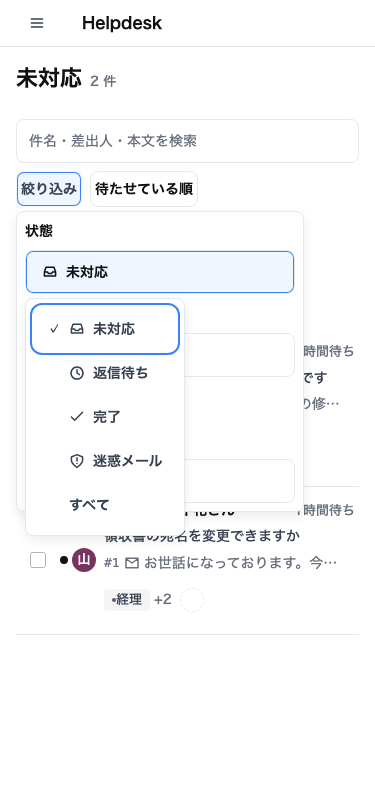 Helpdesk
未対応 2 件
件名・差出人・本文を検索
絞り込み 待たせている順
状態
未対応
未対応
時間待ち
返信待ち
です
の修…
完了
迷惑メール
すべて
時間待ち
領収書の宛名を変更できますか
山 #1 お世話になっております。今…
経理 +2